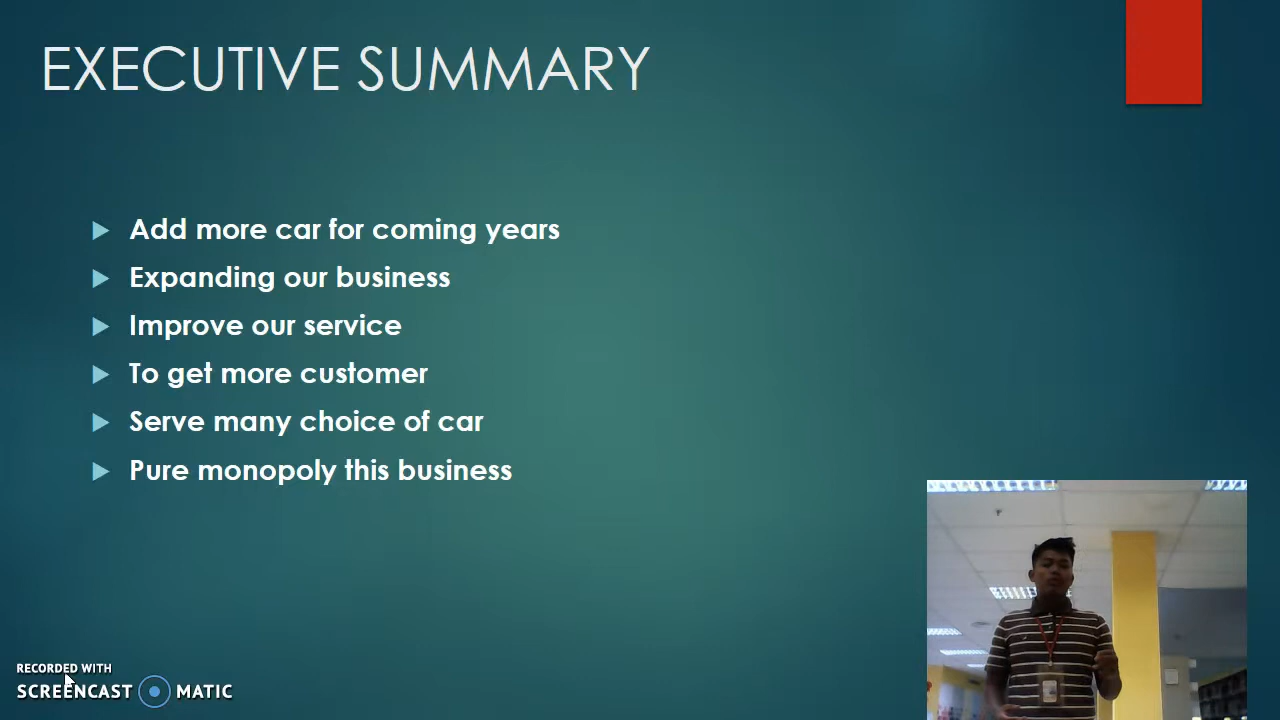 EXECUTIVE SUMMARY
Add more car for coming years
Expanding our business
Improve our service
To get more customer
Serve many choice of car
Pure monopoly this business
RECORDED WITH
SCREENCAST MATIC